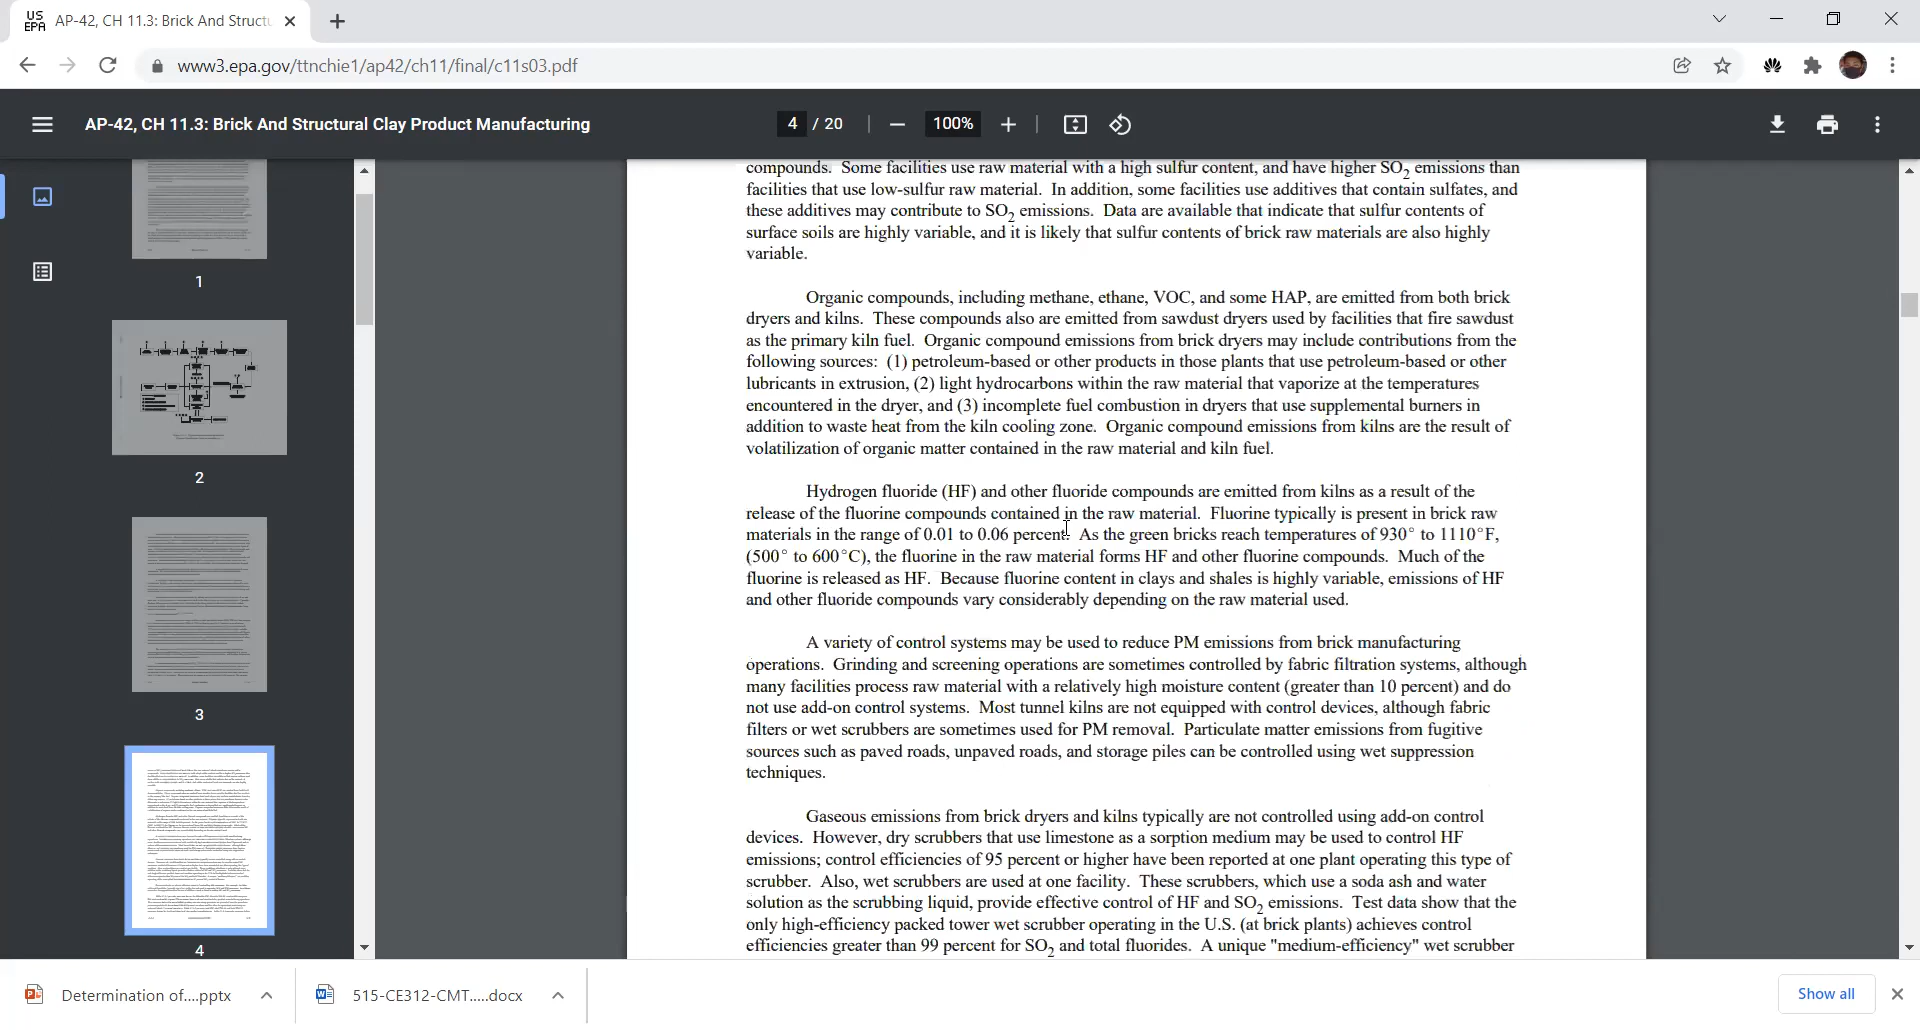 US
EPA
AP-42, CH 11.3: Brick And Structu
www3.epa.gov/ttnchie1/ap42/ch11/final/c11s03.pdf
AP-42, CH 11.3: Brick And Structural Clay Product Manufacturing
4 / 20
100%
1
2
3
4
compounds. Some facilities use raw material with a high sulfur content, and have higher SO2 emissions than
facilities that use low-sulfur raw material. In addition, some facilities use additives that contain sulfates, and
these additives may contribute to SO2 emissions. Data are available that indicate that sulfur contents of
surface soils are highly variable, and it is likely that sulfur contents of brick raw materials are also highly
variable.
Organic compounds, including methane, ethane, VOC, and some HAP, are emitted from both brick
dryers and kilns. These compounds also are emitted from sawdust dryers used by facilities that fire sawdust
as the primary kiln fuel. Organic compound emissions from brick dryers may include contributions from the
following sources: (1) petroleum-based or other products in those plants that use petroleum-based or other
lubricants in extrusion, (2) light hydrocarbons within the raw material that vaporize at the temperatures
encountered in the dryer, and (3) incomplete fuel combustion in dryers that use supplemental burners in
addition to waste heat from the kiln cooling zone. Organic compound emissions from kilns are the result of
volatilization of organic matter contained in the raw material and kiln fuel.
Hydrogen fluoride (HF) and other fluoride compounds are emitted from kilns as a result of the
release of the fluorine compounds contained in the raw material. Fluorine typically is present in brick raw
materials in the range of 0.01 to 0.06 percent. As the green bricks reach temperatures of 930° to 1110°F,
(500° to 600°C), the fluorine in the raw material forms HF and other fluorine compounds. Much of the
fluorine is released as HF. Because fluorine content in clays and shales is highly variable, emissions of HF
and other fluoride compounds vary considerably depending on the raw material used.
A variety of control systems may be used to reduce PM emissions from brick manufacturing
operations. Grinding and screening operations are sometimes controlled by fabric filtration systems, although
many facilities process raw material with a relatively high moisture content (greater than 10 percent) and do
not use add-on control systems. Most tunnel kilns are not equipped with control devices, although fabric
filters or wet scrubbers are sometimes used for PM removal. Particulate matter emissions from fugitive
sources such as paved roads, unpaved roads, and storage piles can be controlled using wet suppression
techniques.
Gaseous emissions from brick dryers and kilns typically are not controlled using add-on control
devices. However, dry scrubbers that use limestone as a sorption medium may be used to control HF
emissions; control efficiencies of 95 percent or higher have been reported at one plant operating this type of
scrubber. Also, wet scrubbers are used at one facility. These scrubbers, which use a soda ash and water
solution as the scrubbing liquid, provide effective control of HF and SO2 emissions. Test data show that the
only high-efficiency packed tower wet scrubber operating in the U.S. (at brick plants) achieves control
efficiencies greater than 99 percent for SO2 and total fluorides. A unique "medium-efficiency" wet scrubber
Determination of....pptx
515-CE312-CMT.....docx
Show all